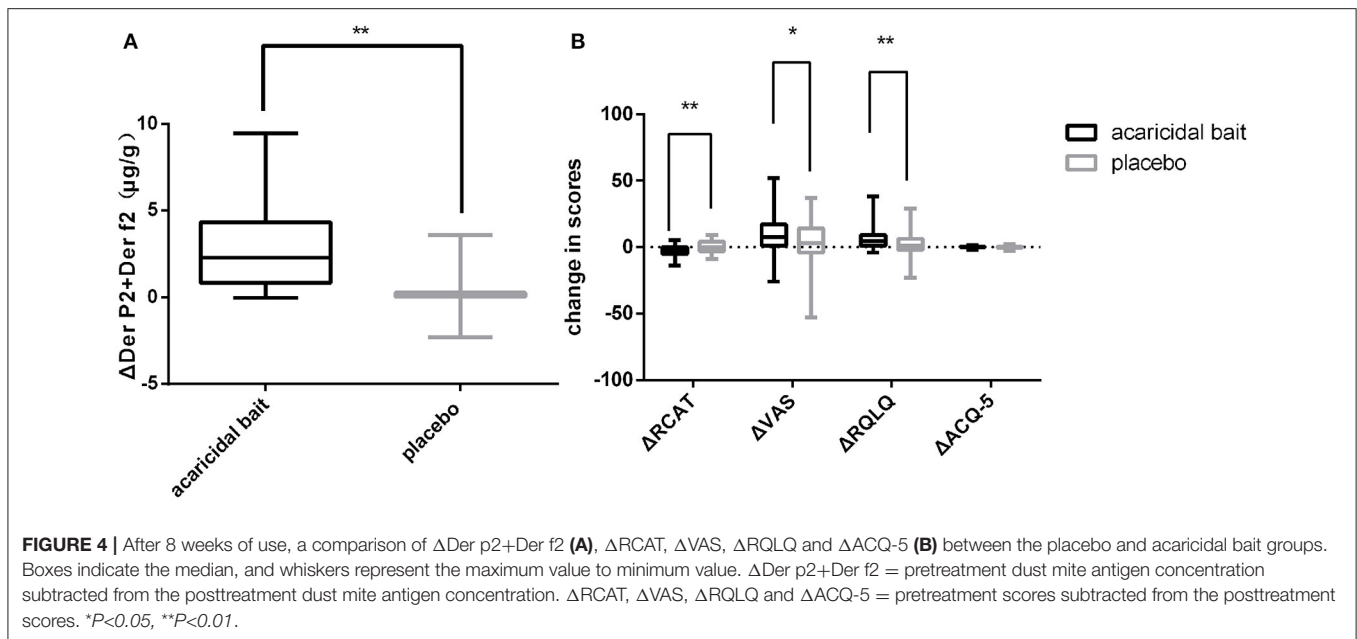 A
**
ΔDer P2+Der f2 (μg/g)
10
5
0
-5
acaricidal bait
placebo
B
**
*
**
change in scores
100
50
0
-50
-100
ΔRCAT
ΔVAS
ΔRQLQ
ΔACQ-5
acaricidal bait
placebo
FIGURE 4 | After 8 weeks of use, a comparison of ΔDer p2+Der f2 (A), ΔRCAT, ΔVAS, ΔRQLQ and ΔACQ-5 (B) between the placebo and acaricidal bait groups.
Boxes indicate the median, and whiskers represent the maximum value to minimum value. ΔDer p2+Der f2 = pretreatment dust mite antigen concentration
subtracted from the posttreatment dust mite antigen concentration. ΔRCAT, ΔVAS, ΔRQLQ and ΔACQ-5 = pretreatment scores subtracted from the posttreatment
scores. *P<0.05, **P<0.01.